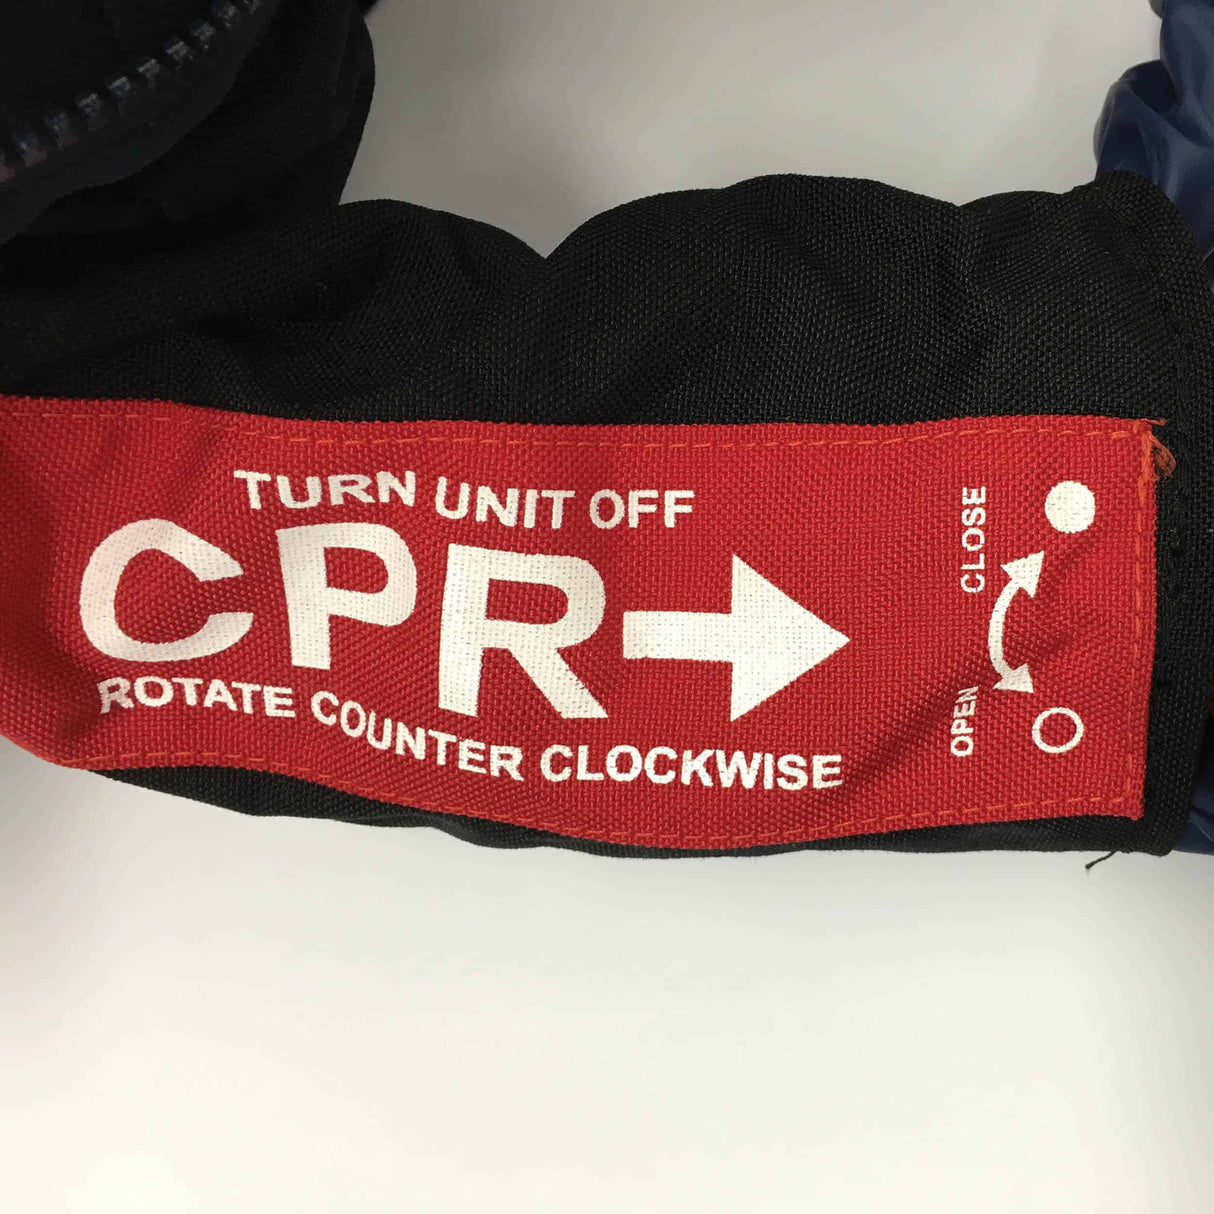 TURN UNIT OFF
CPR
ROTATE COUNTER CLOCKWISE
CLOSE
OPEN